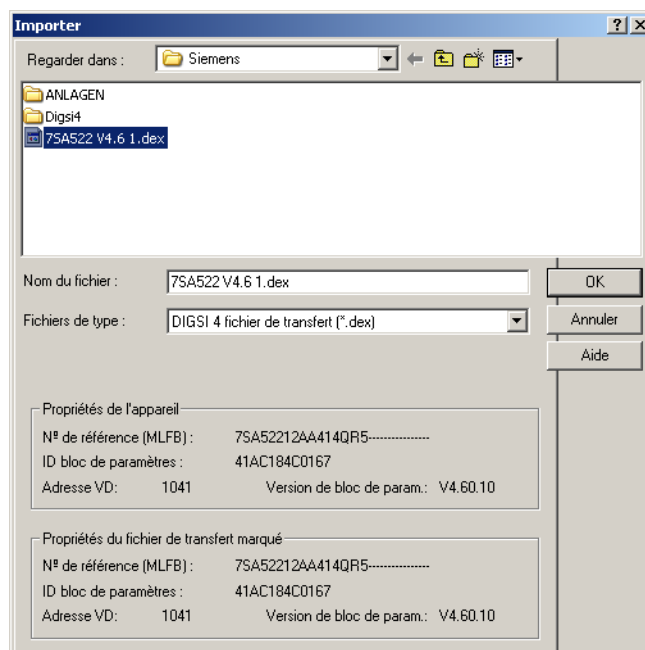 Importer
Regarder dans :
Siemens
ANLAGEN
Digsi4
7SA522 V4.6 1.dex
Nom du fichier :
7SA522 V4.6 1.dex
OK
Fichiers de type :
DIGSI 4 fichier de transfert (*.dex)
Annuler
Aide
Propriétés de l'appareil
Nº de référence (MLFB) : 7SA52212AA414QR5---------------
ID bloc de paramètres : 41AC184C0167
Adresse VD: 1041 Version de bloc de param.: V4.60.10
Propriétés du fichier de transfert marqué
Nº de référence (MLFB) : 7SA52212AA414QR5---------------
ID bloc de paramètres : 41AC184C0167
Adresse VD: 1041 Version de bloc de param.: V4.60.10